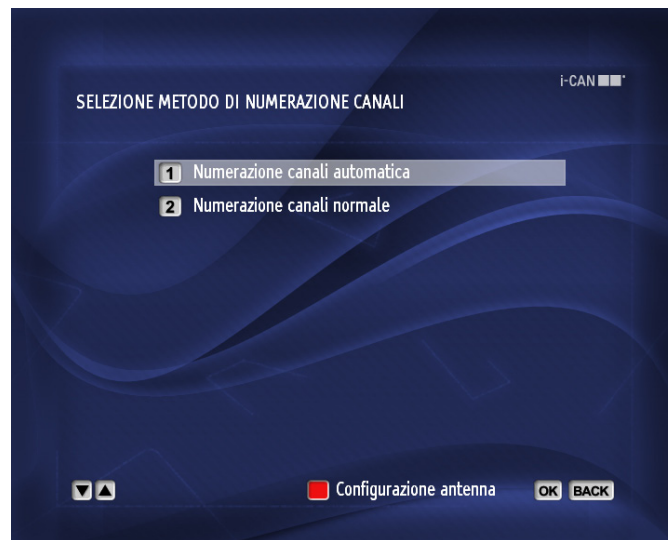 i-CAN
SELEZIONE METODO DI NUMERAZIONE CANALI
1 Numerazione canali automatica
2 Numerazione canali normale
Configurazione antenna OK BACK